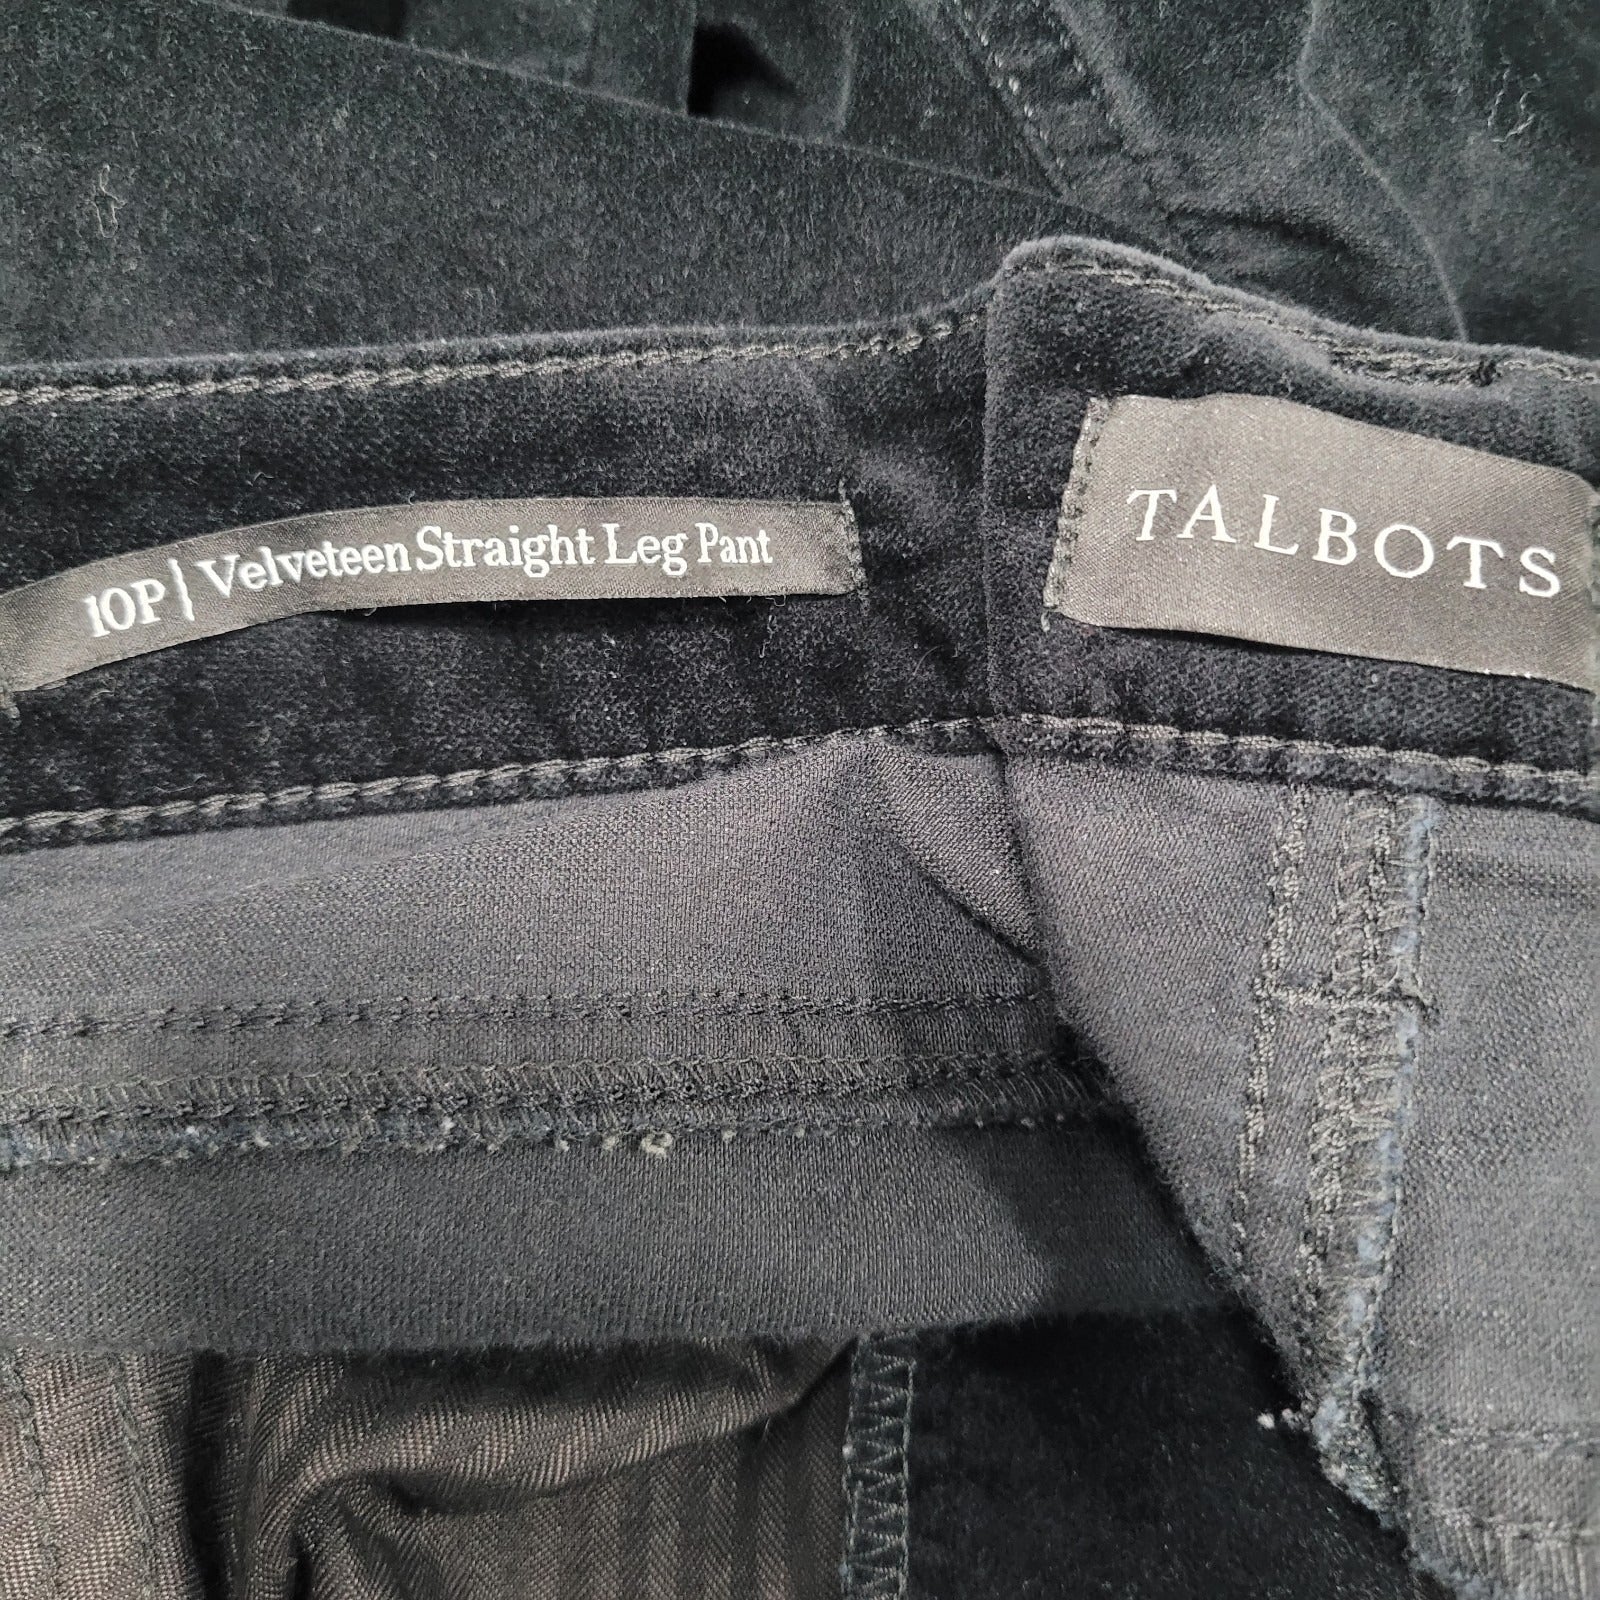 10P | Velveteen Straight Leg Pant
TALBOTS